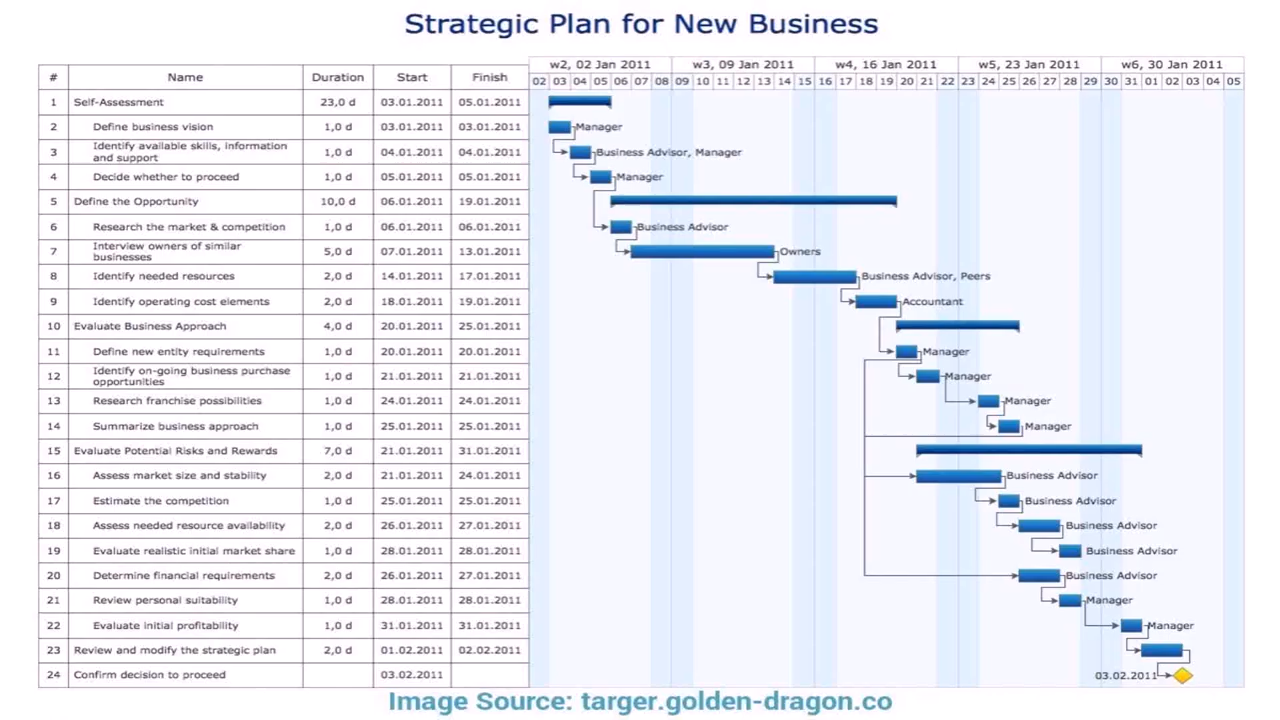 Strategic Plan for New Business
# Name Duration Start Finish
w2, 02 Jan 2011 w3, 09 Jan 2011 w4, 16 Jan 2011 w5, 23 Jan 2011 w6, 30 Jan 2011
02 03 04 05 06 07 08 09 10 11 12 13 14 15 16 17 18 19 20 21 22 23 24 25 26 27 28 29 30 31 01 02 03 04 05
1 Self-Assessment 23,0 d 03.01.2011 05.01.2011
2 Define business vision 1,0 d 03.01.2011 03.01.2011 Manager
3 Identify available skills, information
and support 1,0 d 04.01.2011 04.01.2011 Business Advisor, Manager
4 Decide whether to proceed 1,0 d 05.01.2011 05.01.2011 Manager
5 Define the Opportunity 10,0 d 06.01.2011 19.01.2011
6 Research the market & competition 1,0 d 06.01.2011 06.01.2011 Business Advisor
7 Interview owners of similar
businesses 5,0 d 07.01.2011 13.01.2011 Owners
8 Identify needed resources 2,0 d 14.01.2011 17.01.2011 Business Advisor, Peers
9 Identify operating cost elements 2,0 d 18.01.2011 19.01.2011 Accountant
10 Evaluate Business Approach 4,0 d 20.01.2011 25.01.2011
11 Define new entity requirements 1,0 d 20.01.2011 20.01.2011 Manager
12 Identify on-going business purchase
opportunities 1,0 d 21.01.2011 21.01.2011 Manager
13 Research franchise possibilities 1,0 d 24.01.2011 24.01.2011 Manager
14 Summarize business approach 1,0 d 25.01.2011 25.01.2011 Manager
15 Evaluate Potential Risks and Rewards 7,0 d 21.01.2011 31.01.2011
16 Assess market size and stability 2,0 d 21.01.2011 24.01.2011 Business Advisor
17 Estimate the competition 1,0 d 25.01.2011 25.01.2011 Business Advisor
18 Assess needed resource availability 2,0 d 26.01.2011 27.01.2011 Business Advisor
19 Evaluate realistic initial market share 1,0 d 28.01.2011 28.01.2011 Business Advisor
20 Determine financial requirements 2,0 d 26.01.2011 27.01.2011 Business Advisor
21 Review personal suitability 1,0 d 28.01.2011 28.01.2011 Manager
22 Evaluate initial profitability 1,0 d 31.01.2011 31.01.2011 Manager
23 Review and modify the strategic plan 2,0 d 01.02.2011 02.02.2011
24 Confirm decision to proceed 03.02.2011 03.02.2011
Image Source: targer.golden-dragon.co